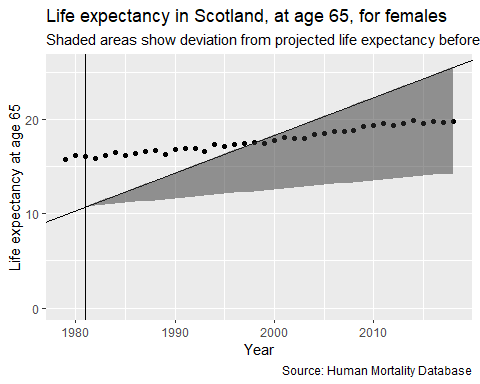 Life expectancy in Scotland, at age 65, for females
Shaded areas show deviation from projected life expectancy before
Life expectancy at age 65
20
10
0
1980 1990 2000 2010
Year
Source: Human Mortality Database